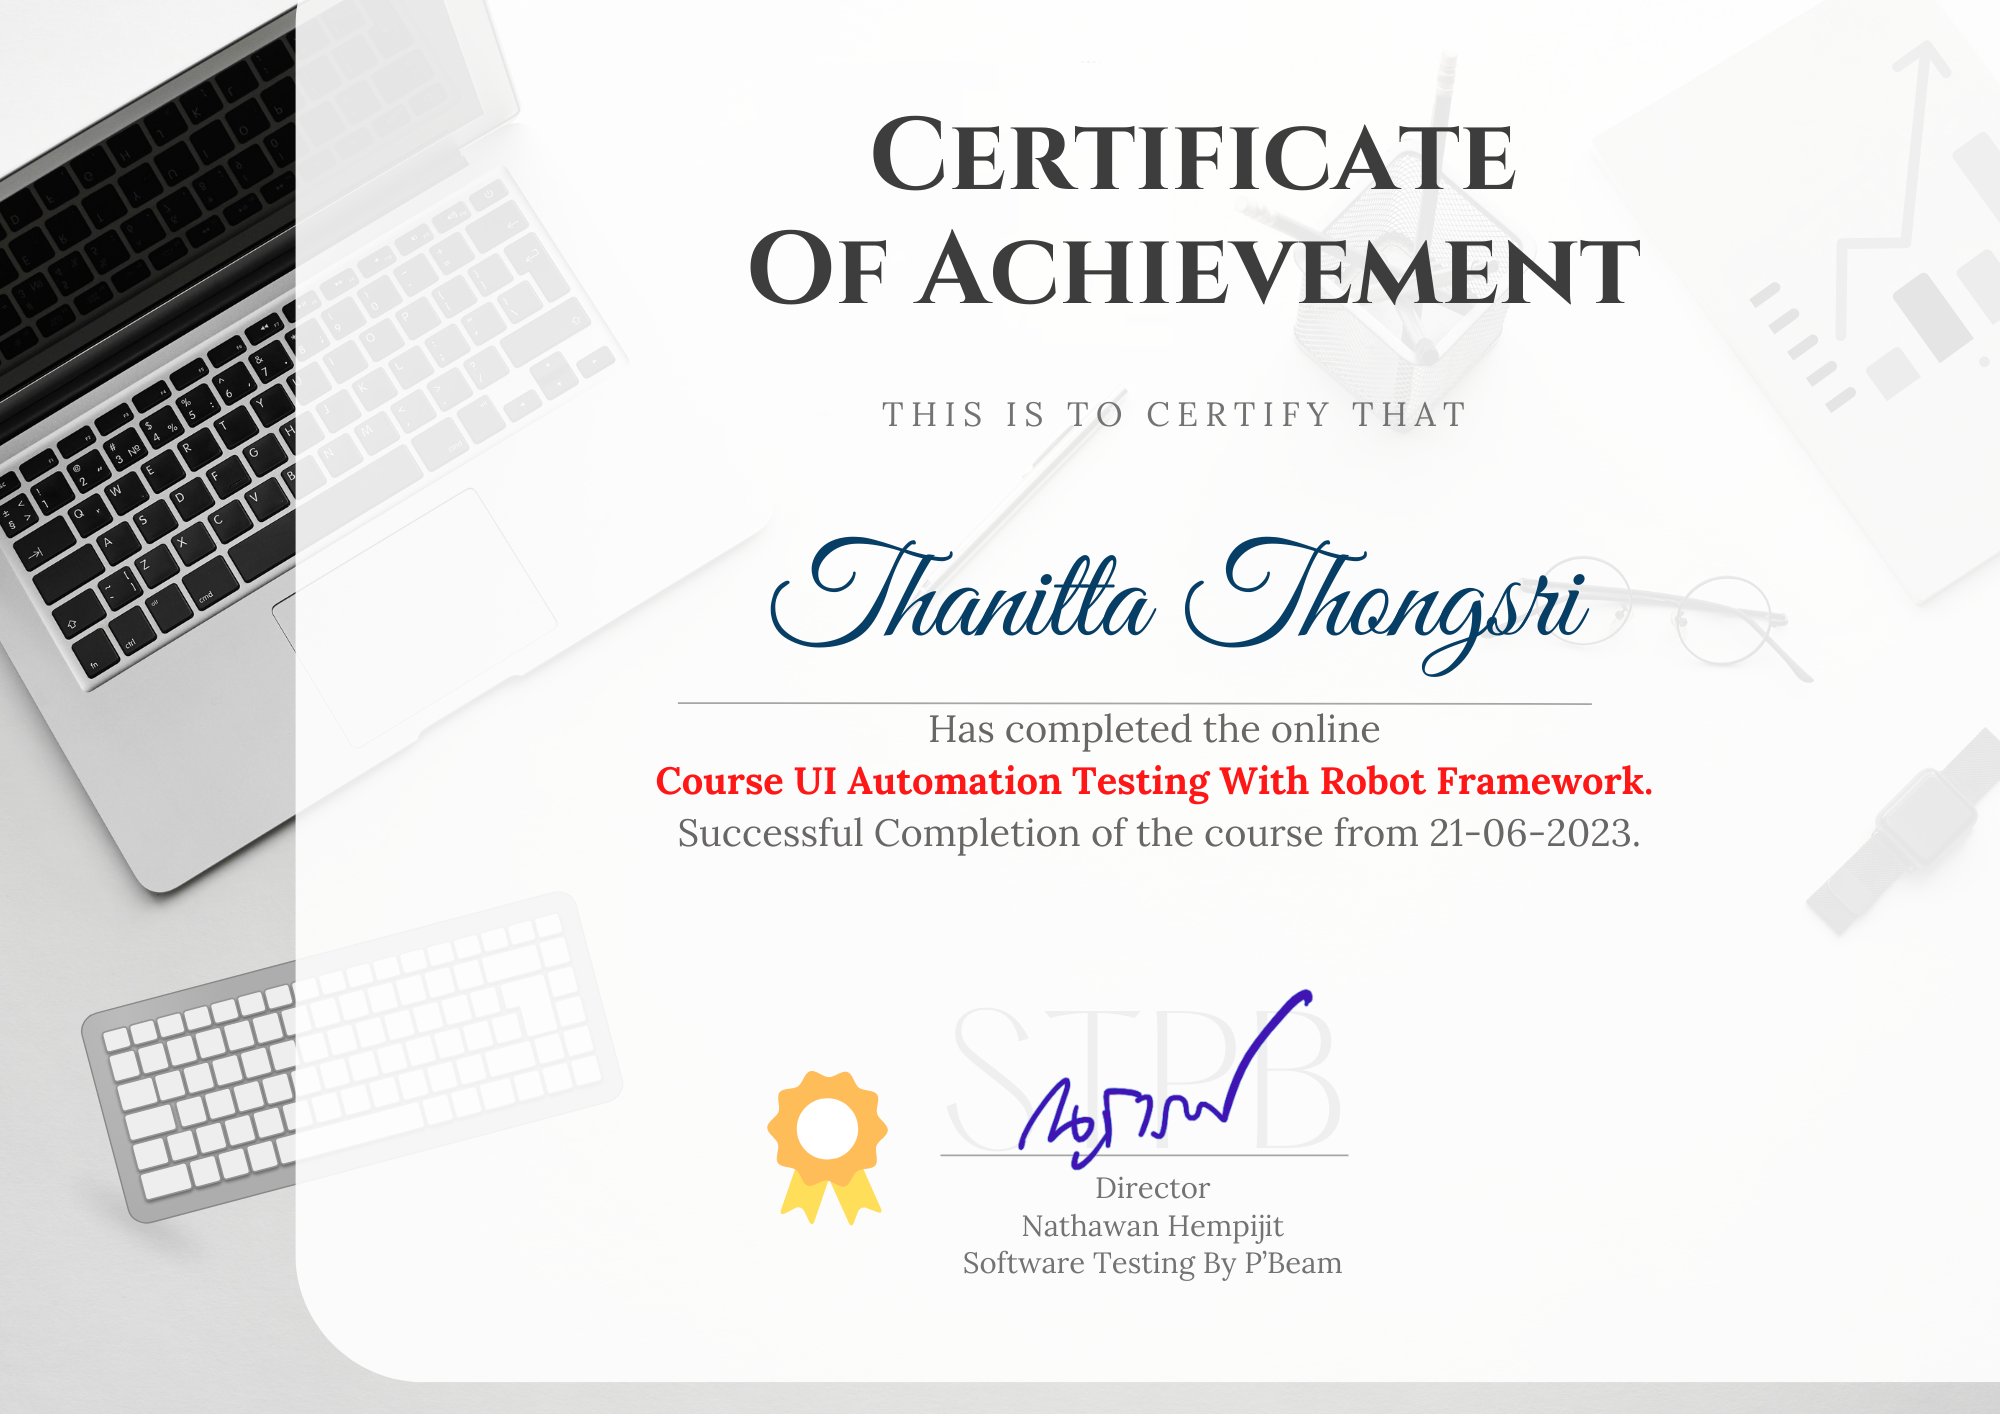 Certificate
Of Achievement
THIS IS TO CERTIFY THAT
Thanitta Thongsri
Has completed the online
Course UI Automation Testing With Robot Framework.
Successful Completion of the course from 21-06-2023.
STPB
Director
Nathawan Hempijit
Software Testing By P’Beam